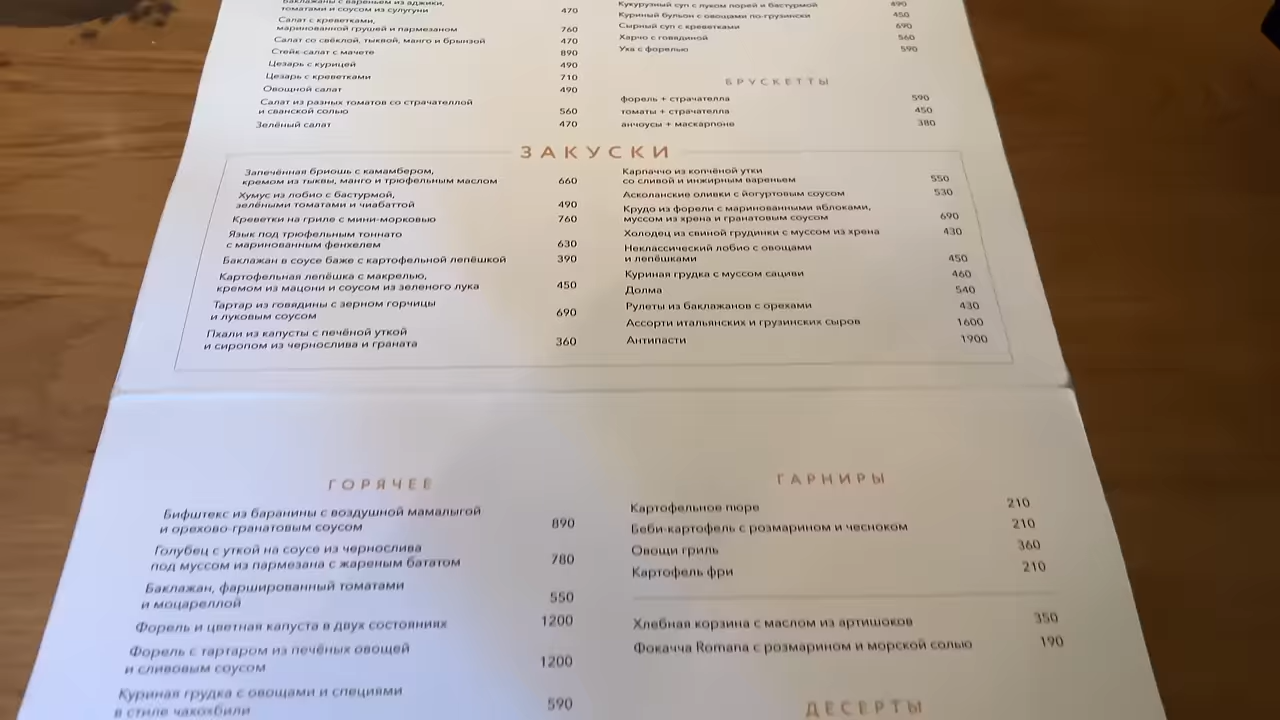 Баклажаны с вареньем из аджики,
томатами и соусом из сулугуни 470
Салат с креветками,
маринованной грушей и пармезаном 760
Салат со свёклой, тыквой, манго и брынзой 470
Стейк-салат с мачете 890
Цезарь с курицей 490
Цезарь с креветками 710
Овощной салат 490
Салат из разных томатов со страчателлой
и сванской солью 560
Зелёный салат 470
Кукурузный суп с луком порей и бастурмой 490
Куриный бульон с овощами по-грузински 450
Сырный суп с креветками 690
Харчо с говядиной 560
Уха с форелью 590
БРУСКЕТТЫ
форель + страчателла 590
томаты + страчателла 450
анчоусы + маскарпоне 380
ЗАКУСКИ
Запечённая бриошь с камамбером,
кремом из тыквы, манго и трюфельным маслом 660
Хумус из лобио с бастурмой,
зелёными томатами и чиабаттой 490
Креветки на гриле с мини-морковью 760
Язык под трюфельным тоннато
с маринованным фенхелем 630
Баклажан в соусе баже с картофельной лепёшкой 390
Картофельная лепёшка с макрелью,
кремом из мацони и соусом из зеленого лука 450
Тартар из говядины с зерном горчицы
и луковым соусом 690
Пхали из капусты с печёной уткой
и сиропом из чернослива и граната 360
Карпаччо из копчёной утки
со сливой и инжирным вареньем 550
Асколанские оливки с йогуртовым соусом 530
Крудо из форели с маринованными яблоками,
муссом из хрена и гранатовым соусом 690
Холодец из свиной грудинки с муссом из хрена 430
Неклассический лобио с овощами
и лепёшками 450
Куриная грудка с муссом сациви 460
Долма 540
Рулеты из баклажанов с орехами 430
Ассорти итальянских и грузинских сыров 1600
Антипасти 1900
ГОРЯЧЕЕ
Бифштекс из баранины с воздушной мамалыгой
и орехово-гранатовым соусом 890
Голубец с уткой на соусе из чернослива
под муссом из пармезана с жареным бататом 780
Баклажан, фаршированный томатами
и моцареллой 550
Форель и цветная капуста в двух состояниях 1200
Форель с тартаром из печёных овощей
и сливовым соусом 1200
Куриная грудка с овощами и специями
в стиле чахохбили 590
ГАРНИРЫ
Картофельное пюре 210
Беби-картофель с розмарином и чесноком 210
Овощи гриль 360
Картофель фри 210
Хлебная корзина с маслом из артишоков 350
Фокачча Romana с розмарином и морской солью 190
ДЕСЕРТЫ